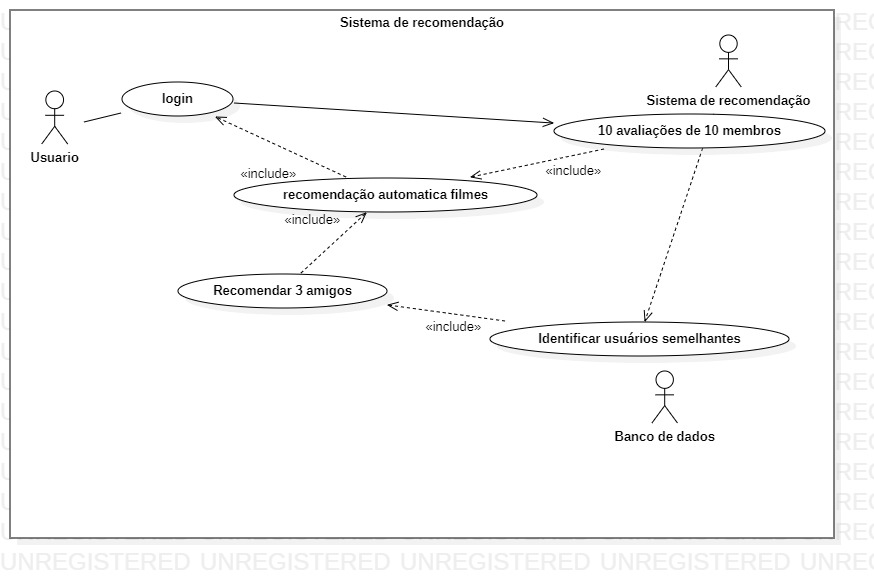 Sistema de recomendação
Sistema de recomendação
login
10 avaliações de 10 membros
Usuario
«include»
«include»
recomendação automatica filmes
«include»
Recomendar 3 amigos
«include»
Identificar usuários semelhantes
Banco de dados
UNREGISTERED UNREGISTERED UNREGISTERED UNREGISTERED